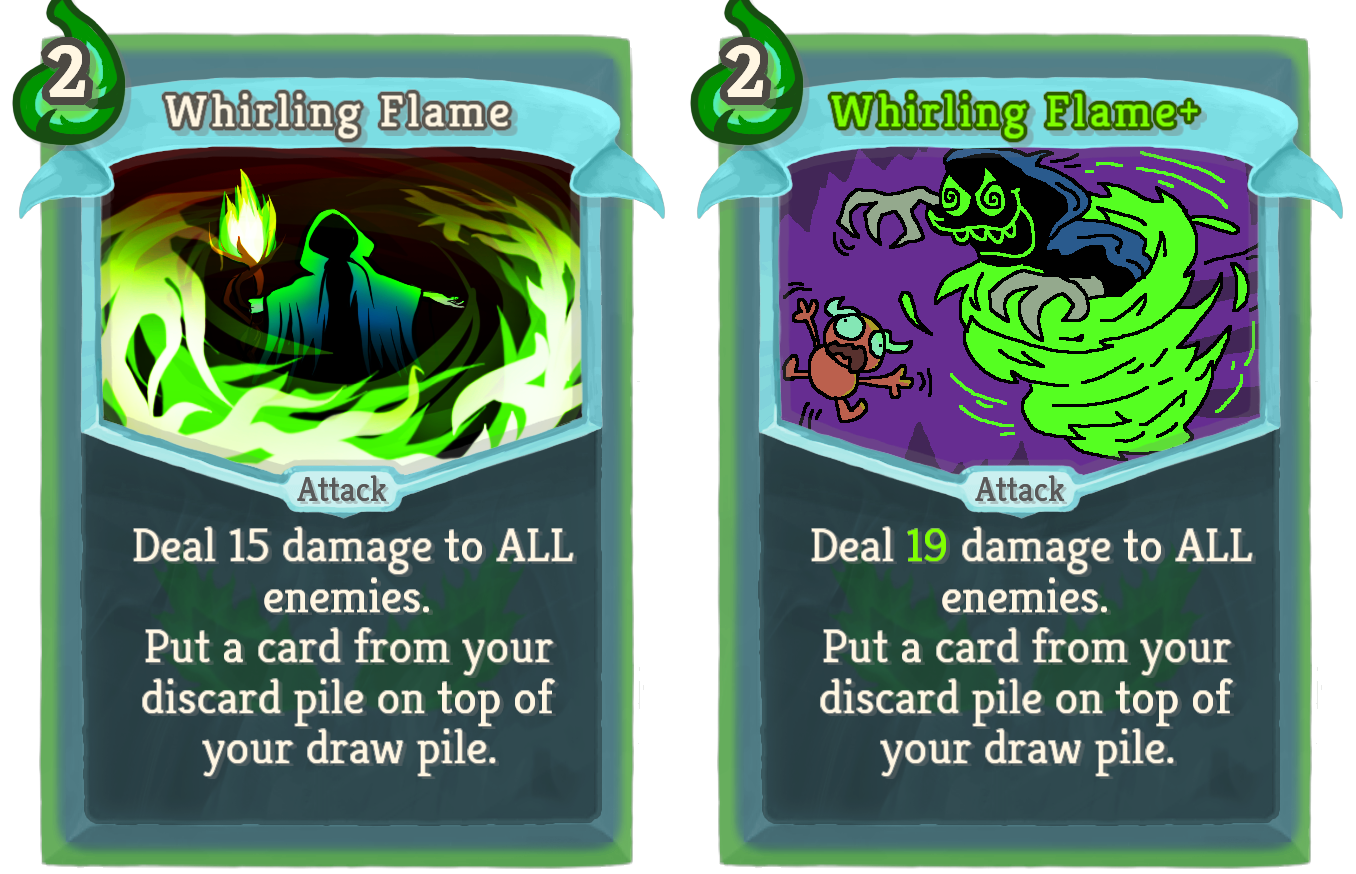 2
Whirling Flame
Attack
Deal 15 damage to ALL
enemies.
Put a card from your
discard pile on top of
your draw pile.
2
Whirling Flame+
Attack
Deal 19 damage to ALL
enemies.
Put a card from your
discard pile on top of
your draw pile.